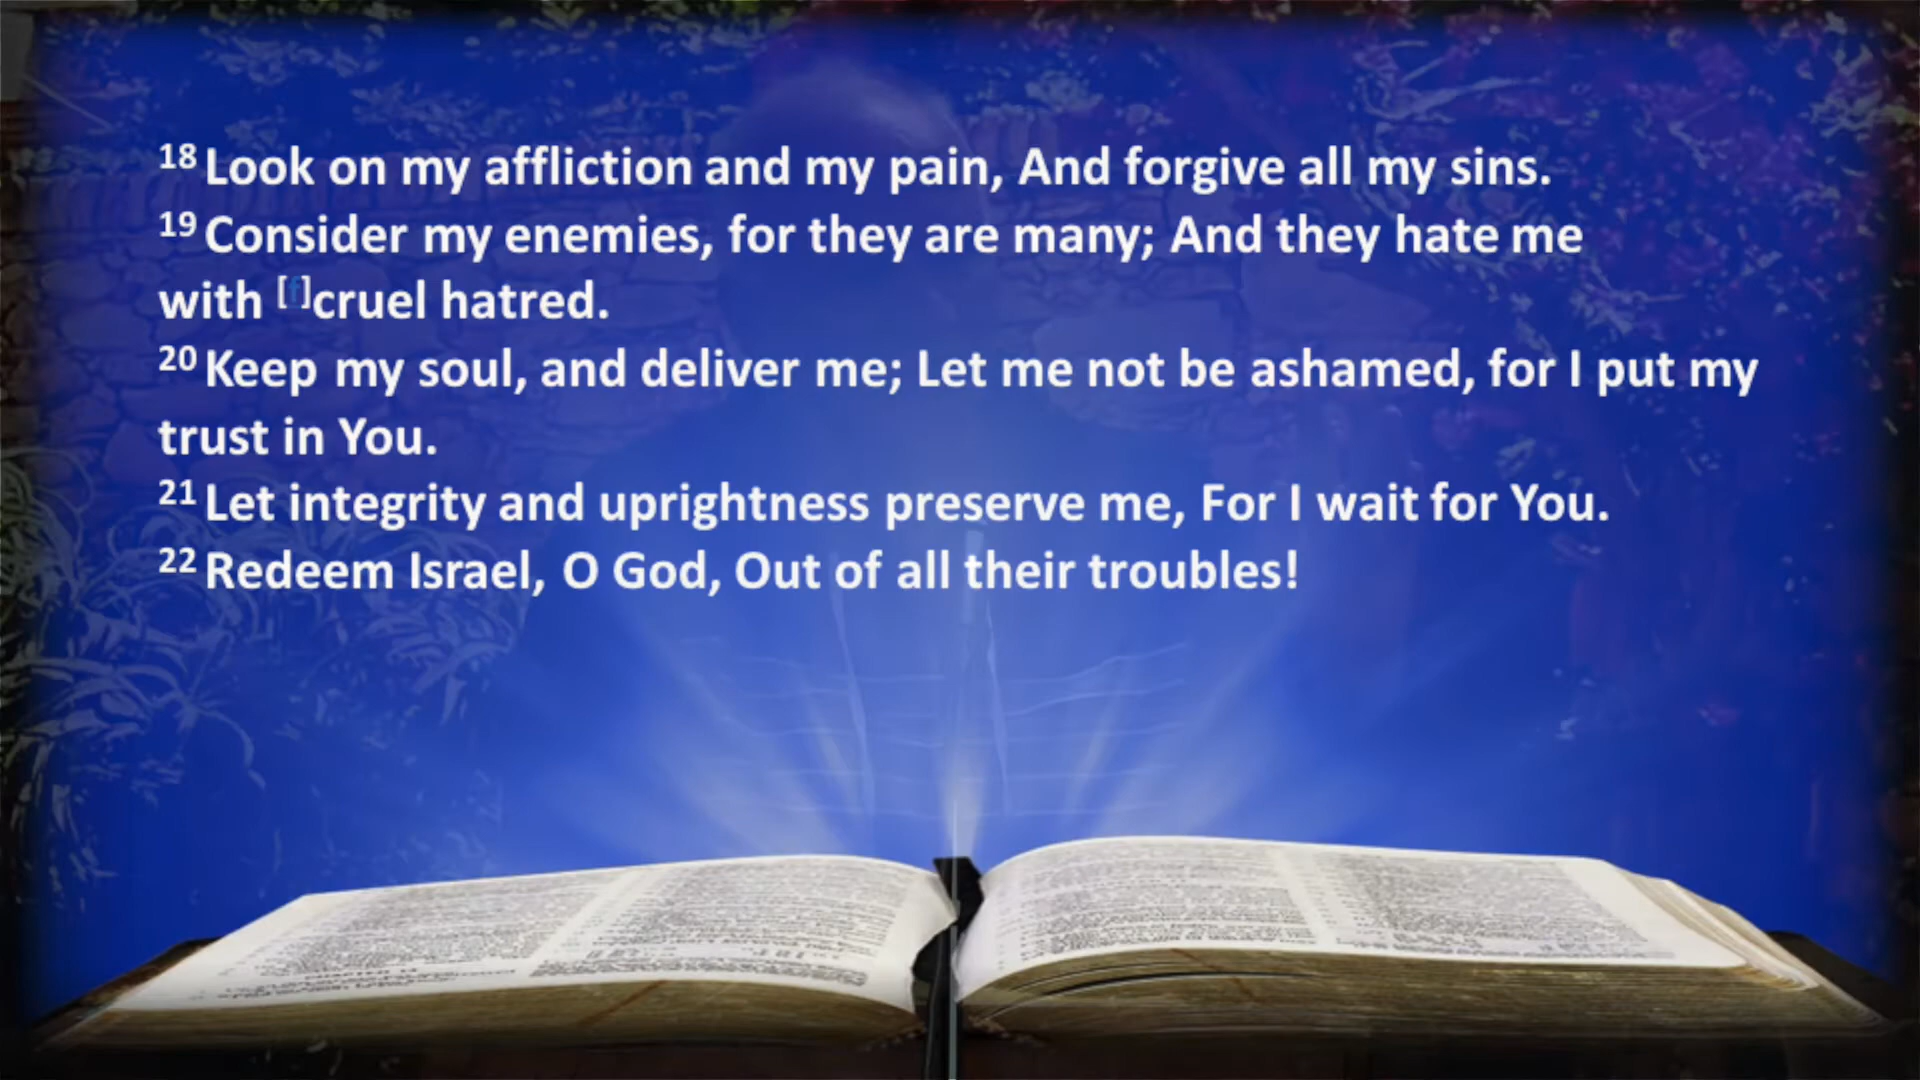 18 Look on my affliction and my pain, And forgive all my sins.
19 Consider my enemies, for they are many; And they hate me
with [f]cruel hatred.
20 Keep my soul, and deliver me; Let me not be ashamed, for I put my
trust in You.
21 Let integrity and uprightness preserve me, For I wait for You.
22 Redeem Israel, O God, Out of all their troubles!